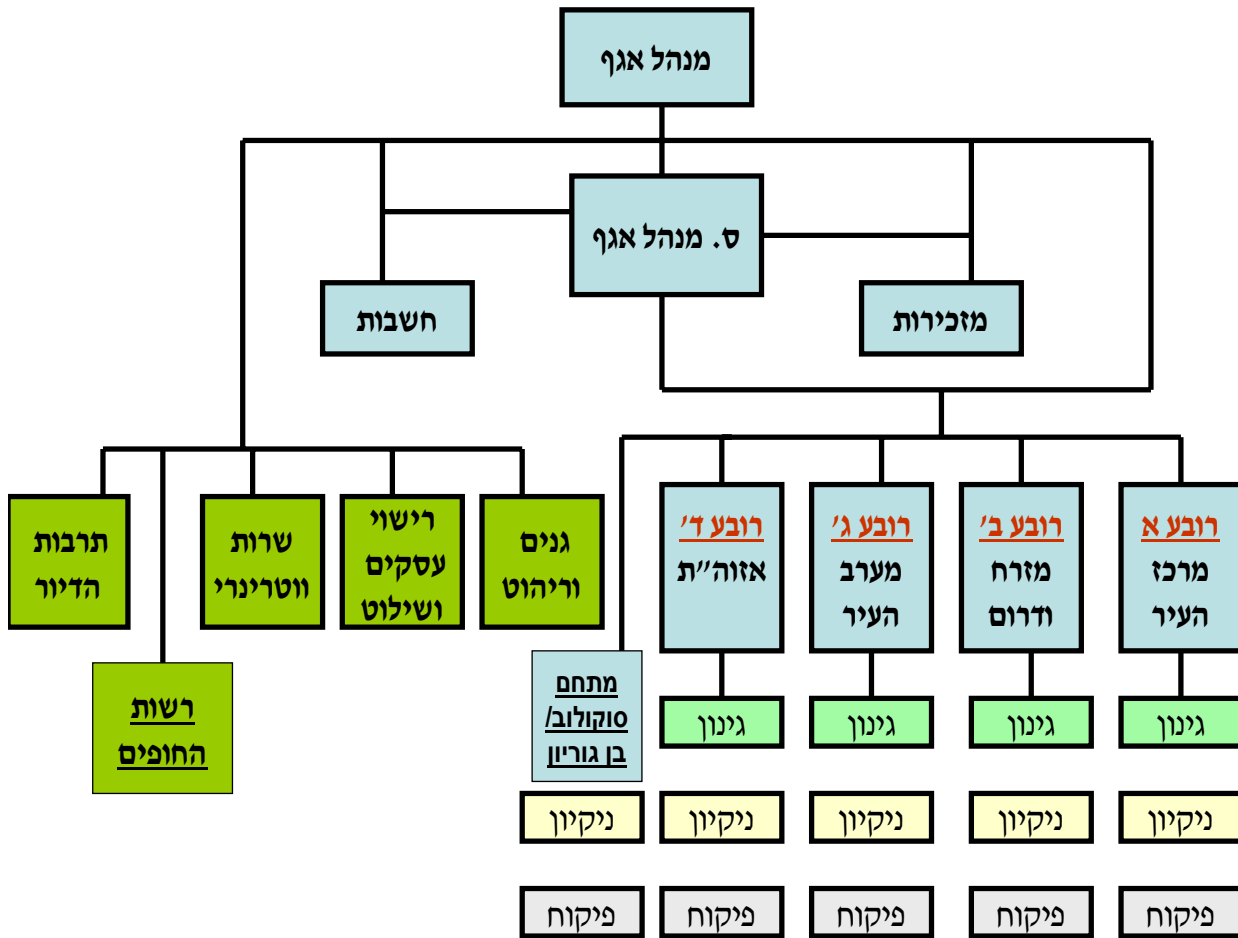 מנהל אגף
ס. מנהל אגף
מזכירות
חשבות
רובע א
מרכז
העיר
רובע ב׳
מזרח
ודרום
רובע ג׳
מערב
העיר
רובע ד׳
אזוה״ת
מתחם
סוקולוב/
בן גוריון
גנים
וריהוט
רישוי
עסקים
ושילוט
שרות
ווטרינרי
רשות
החופים
תרבות
הדיור
גינון
גינון
גינון
גינון
ניקיון
ניקיון
ניקיון
ניקיון
ניקיון
פיקוח
פיקוח
פיקוח
פיקוח
פיקוח